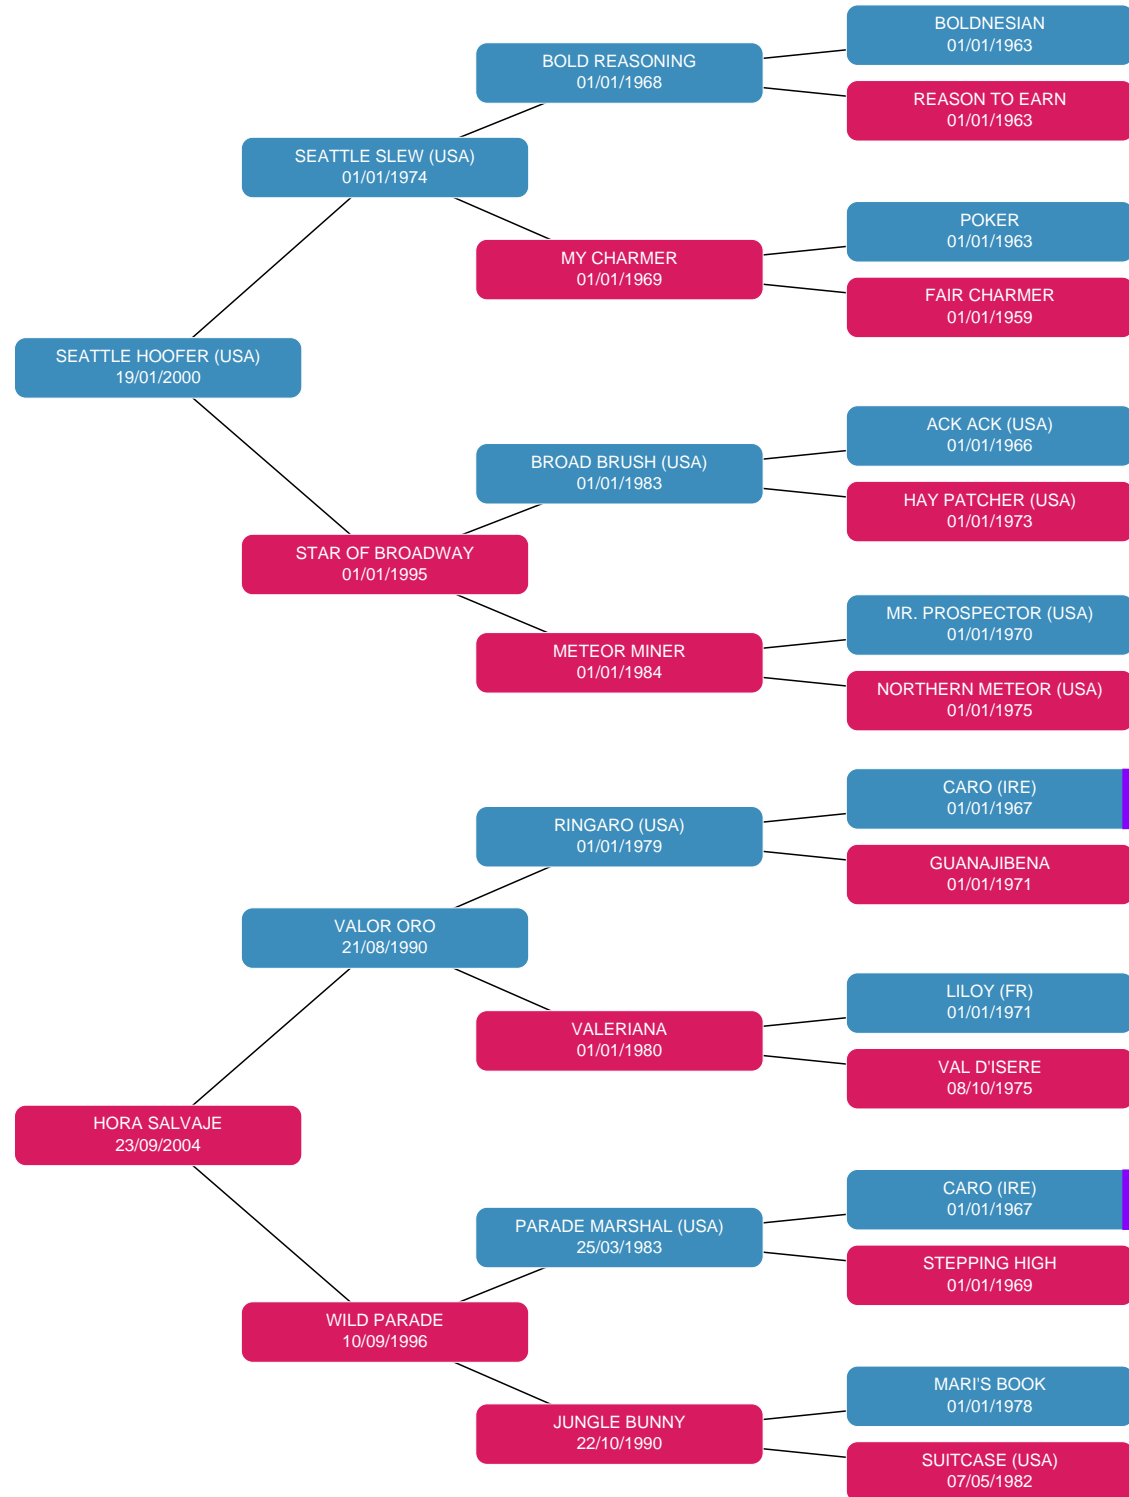 BOLDNESIAN
01/01/1963
BOLD REASONING
01/01/1968
REASON TO EARN
01/01/1963
SEATTLE SLEW (USA)
01/01/1974
POKER
01/01/1963
MY CHARMER
01/01/1969
FAIR CHARMER
01/01/1959
SEATTLE HOOFER (USA)
19/01/2000
ACK ACK (USA)
01/01/1966
BROAD BRUSH (USA)
01/01/1983
HAY PATCHER (USA)
01/01/1973
STAR OF BROADWAY
01/01/1995
MR. PROSPECTOR (USA)
01/01/1970
METEOR MINER
01/01/1984
NORTHERN METEOR (USA)
01/01/1975
CARO (IRE)
01/01/1967
RINGARO (USA)
01/01/1979
GUANAJIBENA
01/01/1971
VALOR ORO
21/08/1990
LILOY (FR)
01/01/1971
VALERIANA
01/01/1980
VAL D'ISERE
08/10/1975
HORA SALVAJE
23/09/2004
CARO (IRE)
01/01/1967
PARADE MARSHAL (USA)
25/03/1983
STEPPING HIGH
01/01/1969
WILD PARADE
10/09/1996
MARI'S BOOK
01/01/1978
JUNGLE BUNNY
22/10/1990
SUITCASE (USA)
07/05/1982